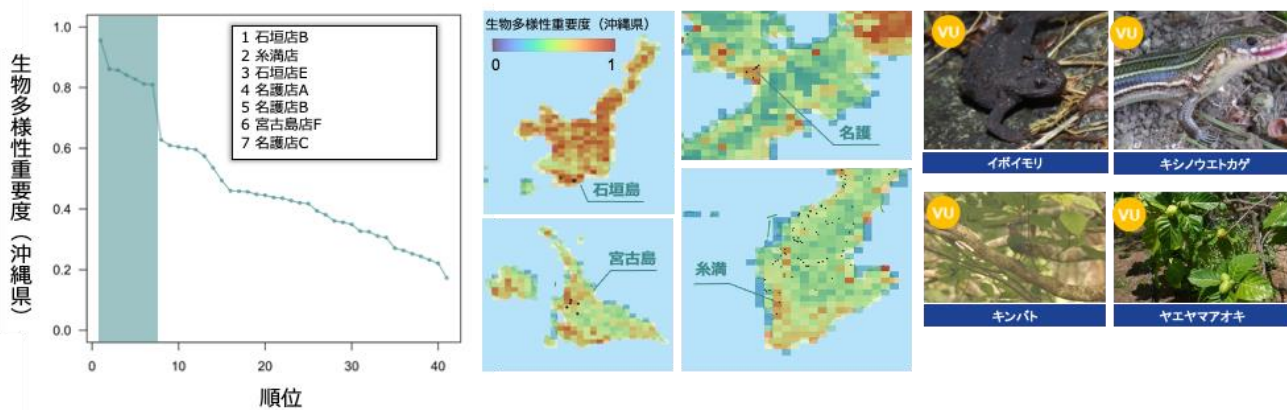 生物多様性重要度（沖縄県）
1.0
0.8
0.6
0.4
0.2
0.0
0
10
20
30
40
順位
1 石垣店B
2 糸満店
3 石垣店E
4 名護店A
5 名護店B
6 宮古島店F
7 名護店C
生物多様性重要度（沖縄県）
0
1
石垣島
名護
宮古島
糸満
VU
イボイモリ
VU
キシノウエトカゲ
VU
キンバト
VU
ヤエヤマアオキ